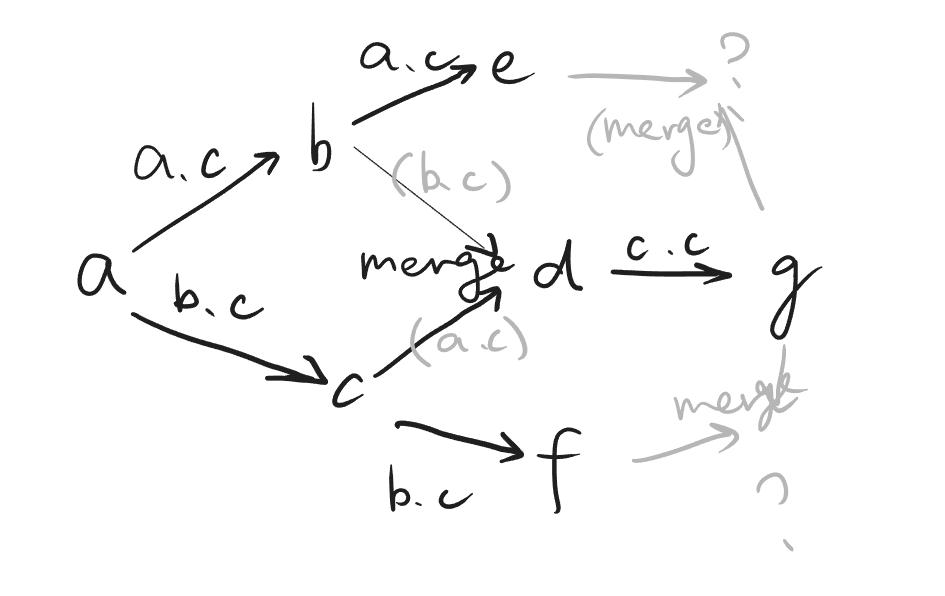 a.c e ?
(merge)
a.c b
(b.c)
a
merge d c.c g
b.c
(a.c)
c
merge
f
b.c
?